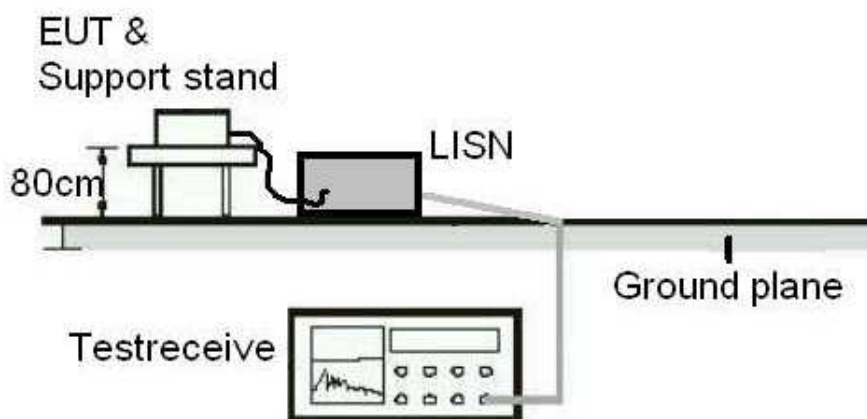 EUT &
Support stand
LISN
80cm
Ground plane
Testreceive